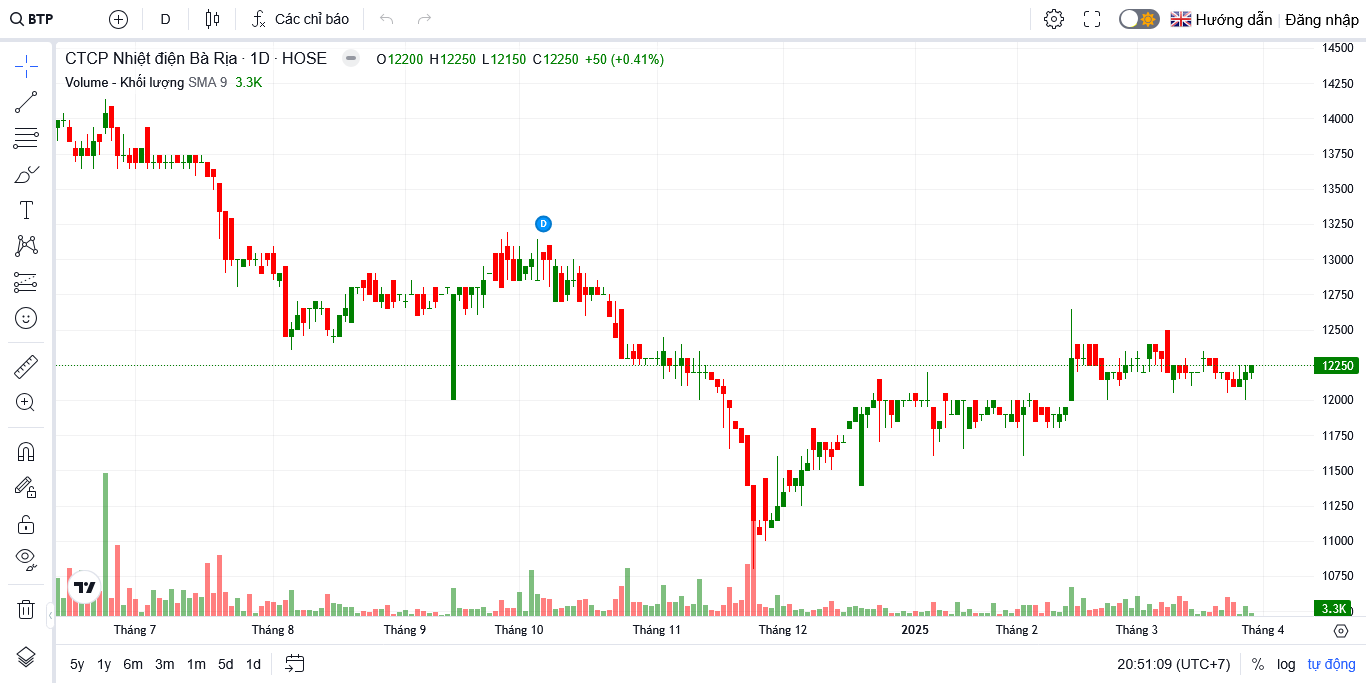 BTP D Các chỉ báo Hướng dẫn Đăng nhập
CTCP Nhiệt điện Bà Rịa · 1D · HOSE O12200 H12250 L12150 C12250 +50 (+0.41%)
Volume - Khối lượng SMA 9 3.3K
14500
14250
14000
13750
13500
13250
D
13000
12750
12500
12250
12000
11750
11500
11250
11000
10750
3.3K
Tháng 7 Tháng 8 Tháng 9 Tháng 10 Tháng 11 Tháng 12 2025 Tháng 2 Tháng 3 Tháng 4
5y 1y 6m 3m 1m 5d 1d 20:51:09 (UTC+7) % log tự động